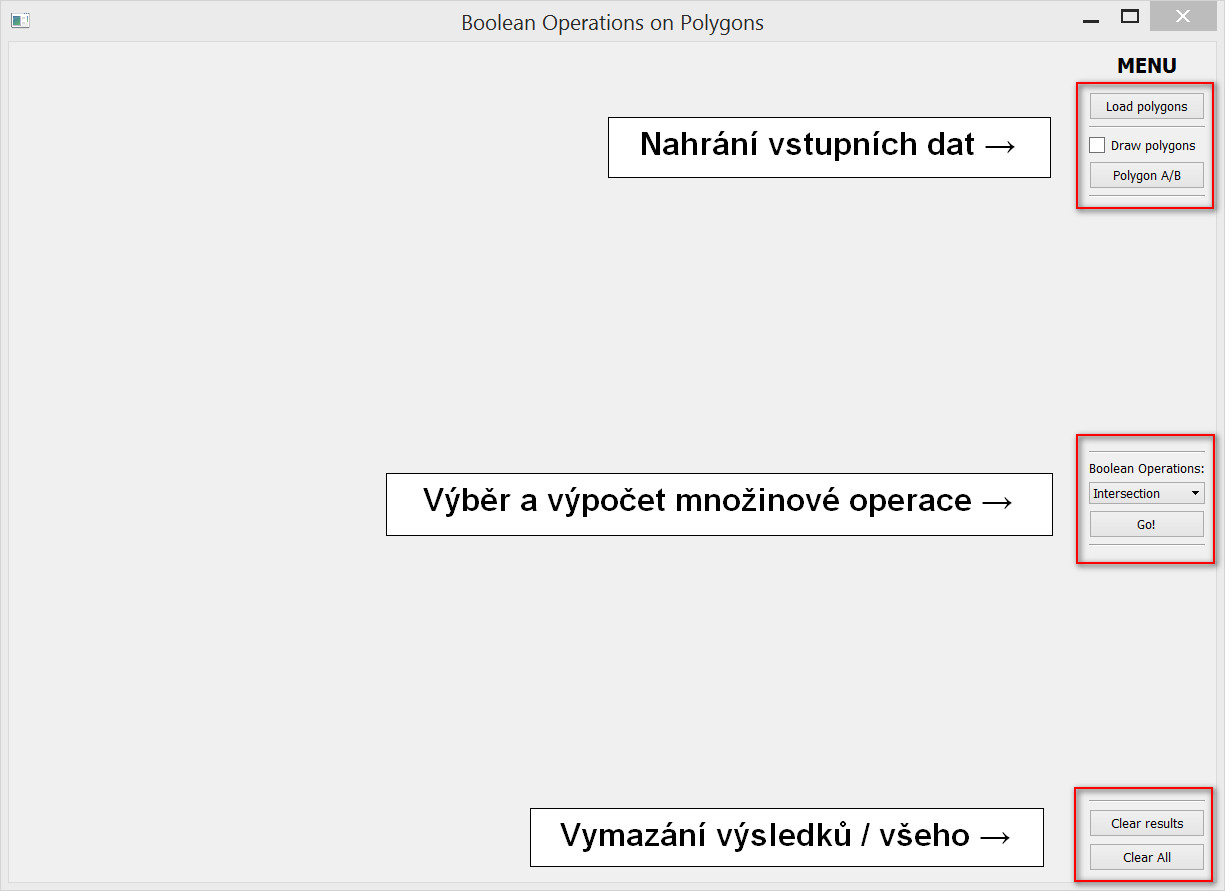 Boolean Operations on Polygons
MENU
Load polygons
Nahrání vstupních dat →
Draw polygons
Polygon A/B
Boolean Operations:
Výběr a výpočet množinové operace →
Intersection
Go!
Vymazání výsledků / všeho →
Clear results
Clear All